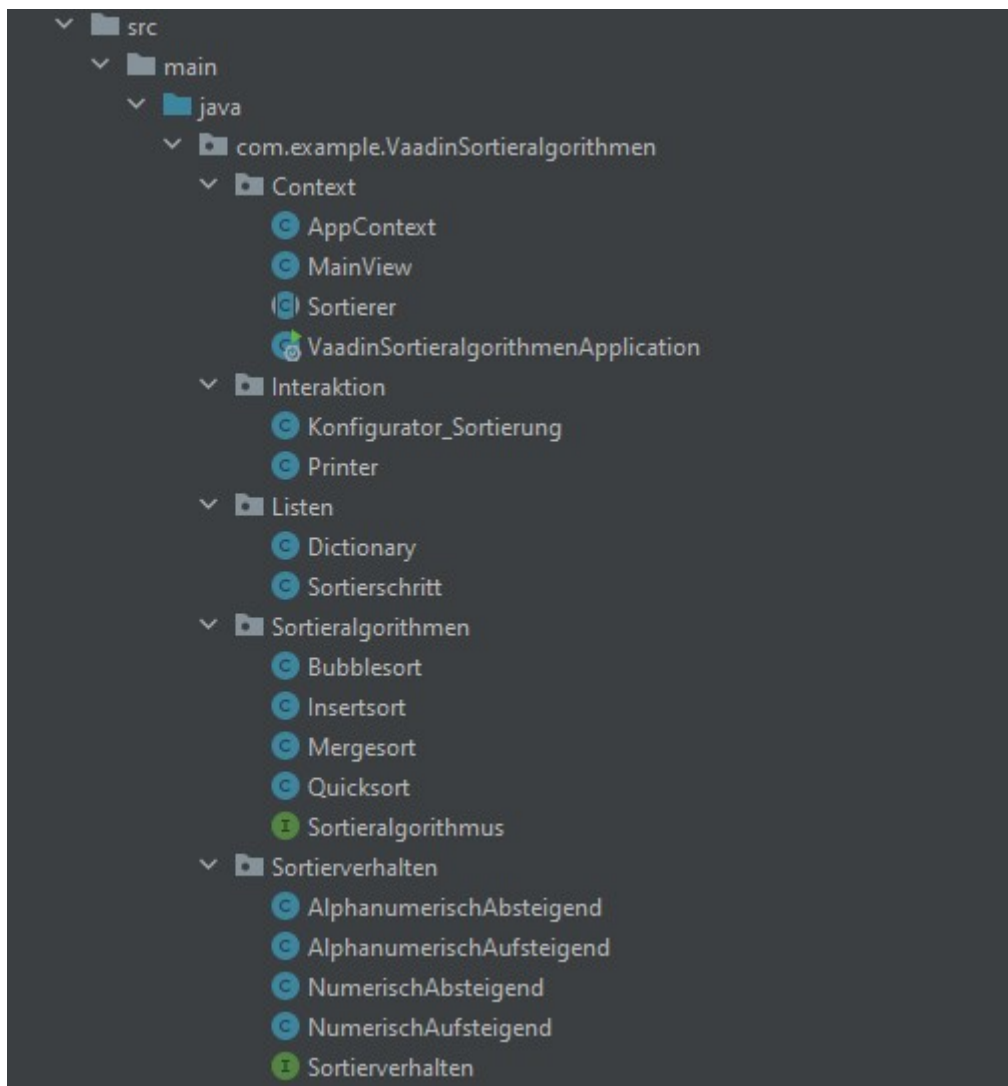 src
main
java
com.example.VaadinSortieralgorithmen
Context
AppContext
MainView
Sortierer
VaadinSortieralgorithmenApplication
Interaktion
Konfigurator_Sortierung
Printer
Listen
Dictionary
Sortierschritt
Sortieralgorithmen
Bubblesort
Insertsort
Mergesort
Quicksort
Sortieralgorithmus
Sortierverhalten
AlphanumerischAbsteigend
AlphanumerischAufsteigend
NumerischAbsteigend
NumerischAufsteigend
Sortierverhalten